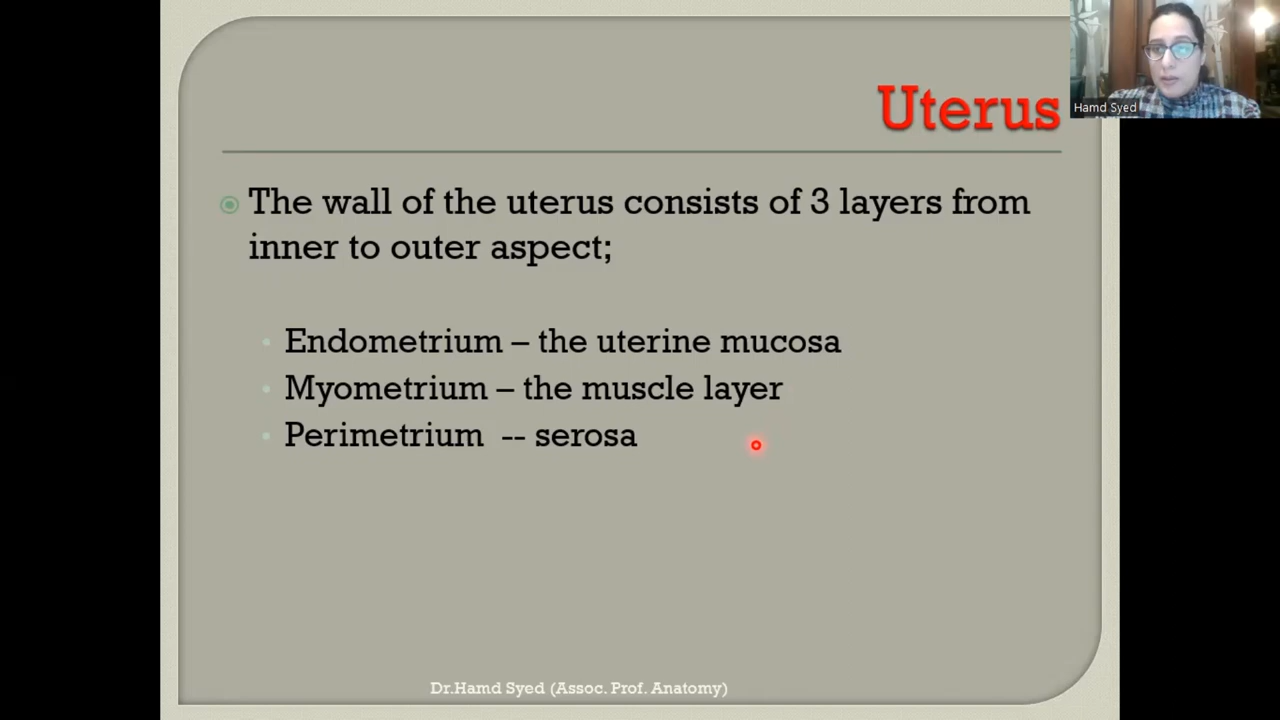 Uterus
Hamd Syed
The wall of the uterus consists of 3 layers from
inner to outer aspect;
Endometrium – the uterine mucosa
Myometrium – the muscle layer
Perimetrium -- serosa
Dr.Hamd Syed (Assoc. Prof. Anatomy)